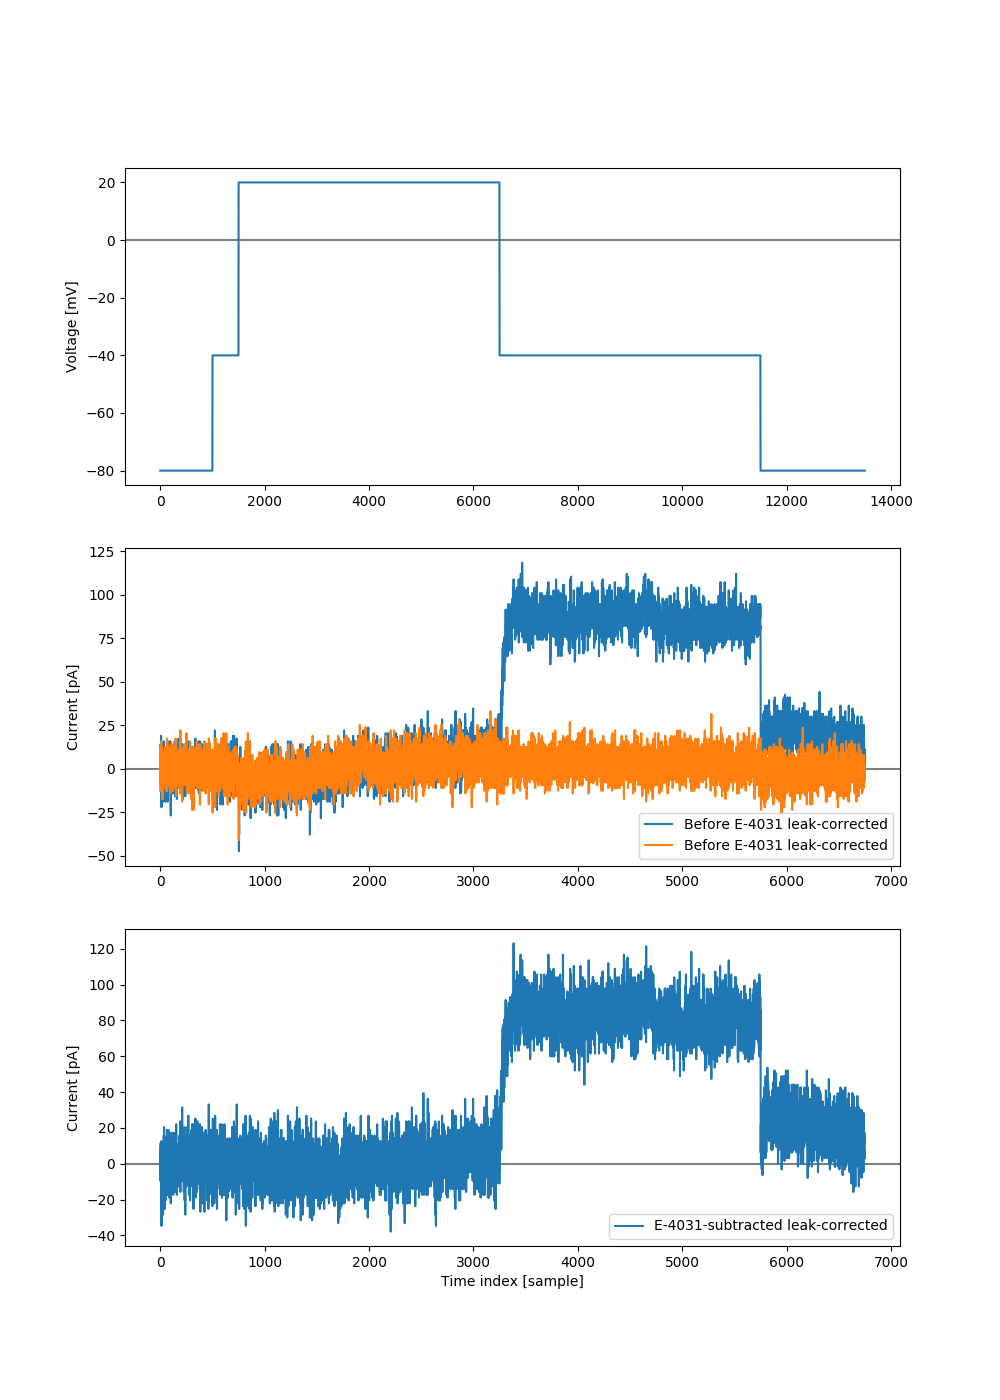 20
0
−20
−40
−60
−80
Voltage [mV]
0 2000 4000 6000 8000 10000 12000 14000
125
100
75
50
25
0
−25
−50
Current [pA]
Before E-4031 leak-corrected
Before E-4031 leak-corrected
0 1000 2000 3000 4000 5000 6000 7000
120
100
80
60
40
20
0
−20
−40
Current [pA]
E-4031-subtracted leak-corrected
0 1000 2000 3000 4000 5000 6000 7000
Time index [sample]